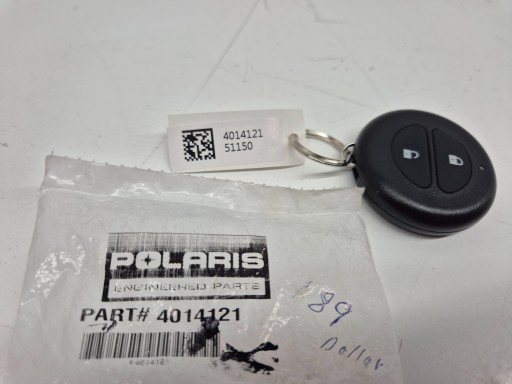 4014121
51150
POLARIS
ENGINEERED PARTS
PART# 4014121
89
Dollar